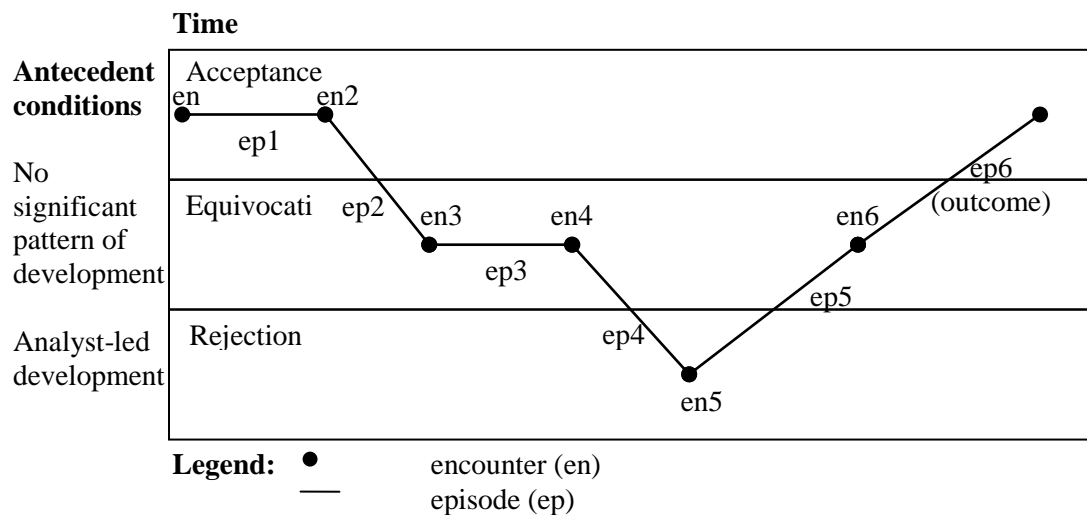 Time
Antecedent
conditions
Acceptance
en
en2
ep1
No
significant
pattern of
development
Equivocati
ep2
en3
en4
ep3
ep6
(outcome)
en6
ep5
Analyst-led
development
Rejection
ep4
en5
Legend:
encounter (en)
episode (ep)